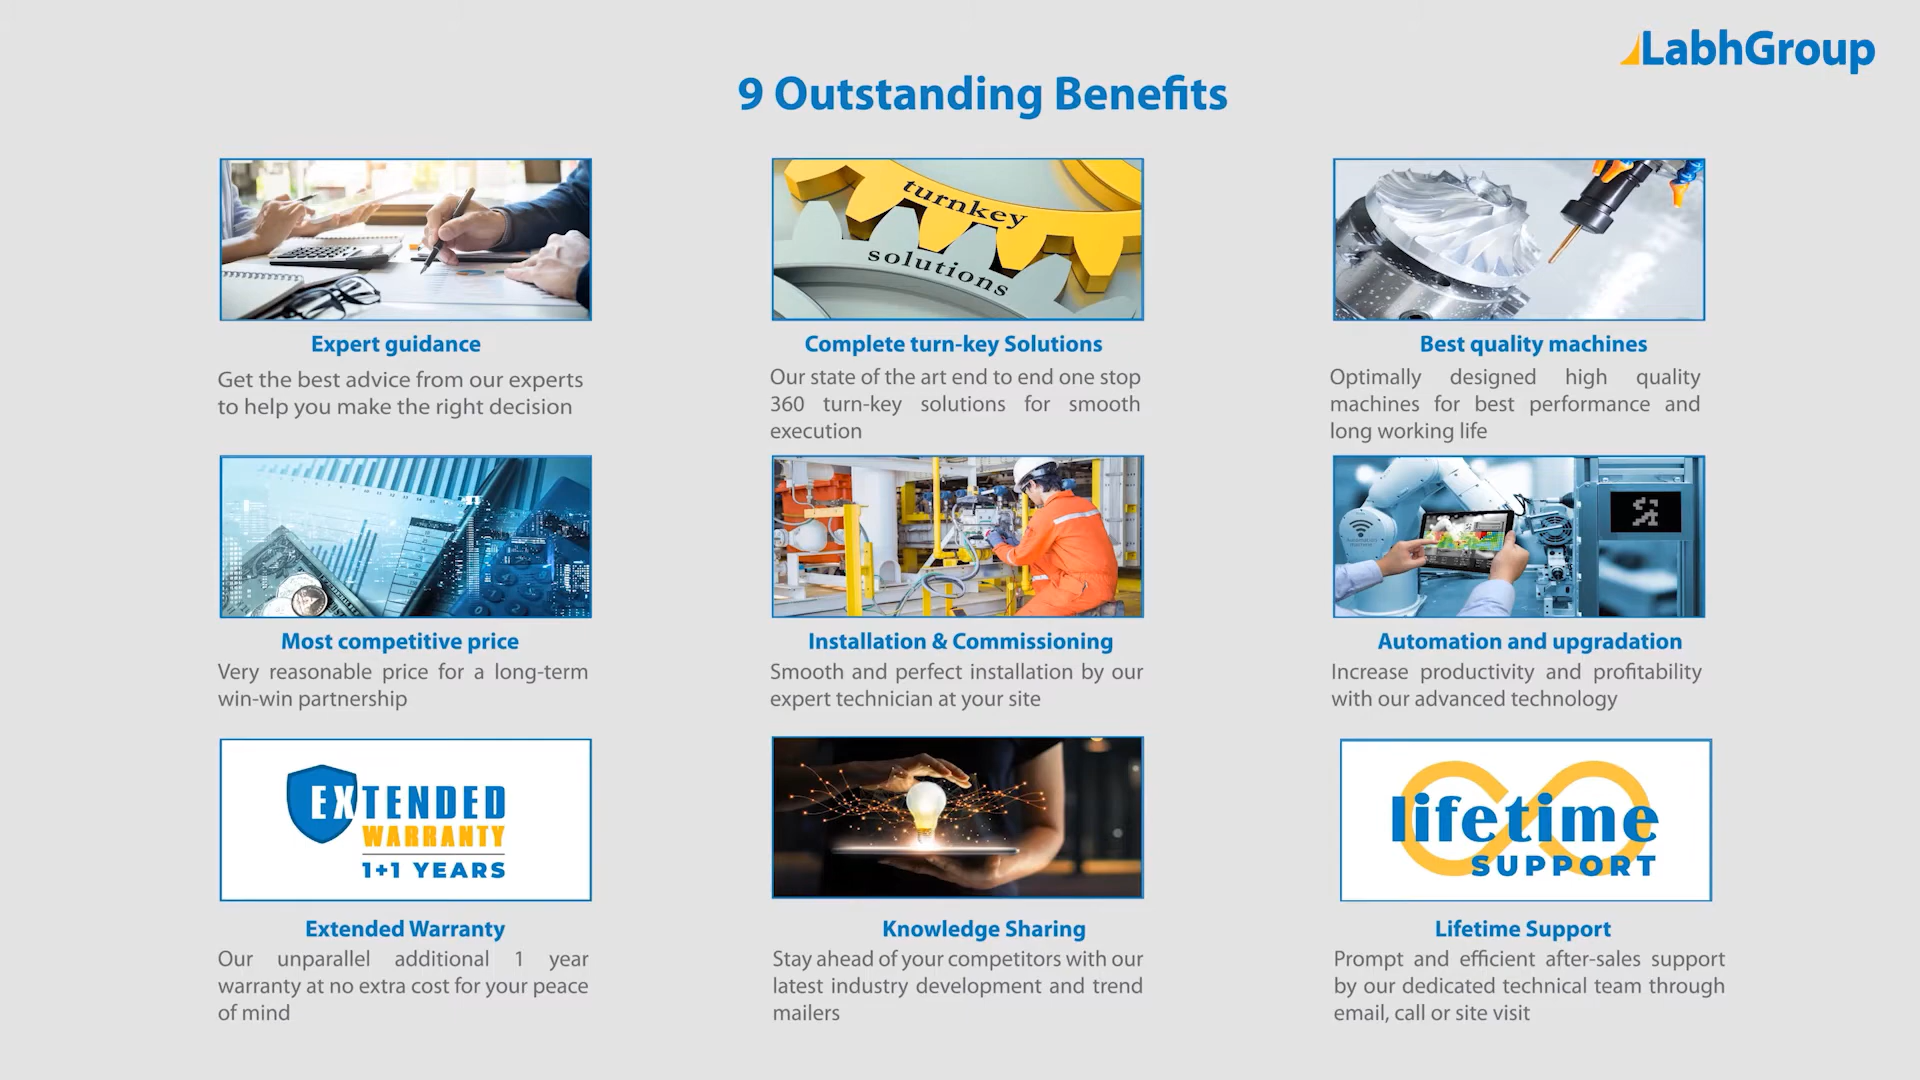 LabhGroup
9 Outstanding Benefits
turnkey
solutions
Expert guidance
Get the best advice from our experts
to help you make the right decision
Complete turn-key Solutions
Our state of the art end to end one stop
360 turn-key solutions for smooth
execution
Best quality machines
Optimally designed high quality
machines for best performance and
long working life
Most competitive price
Very reasonable price for a long-term
win-win partnership
Installation & Commissioning
Smooth and perfect installation by our
expert technician at your site
Automation and upgradation
Increase productivity and profitability
with our advanced technology
EXTENDED
WARRANTY
1+1 YEARS
Extended Warranty
Our unparallel additional 1 year
warranty at no extra cost for your peace
of mind
Knowledge Sharing
Stay ahead of your competitors with our
latest industry development and trend
mailers
lifetime
SUPPORT
Lifetime Support
Prompt and efficient after-sales support
by our dedicated technical team through
email, call or site visit